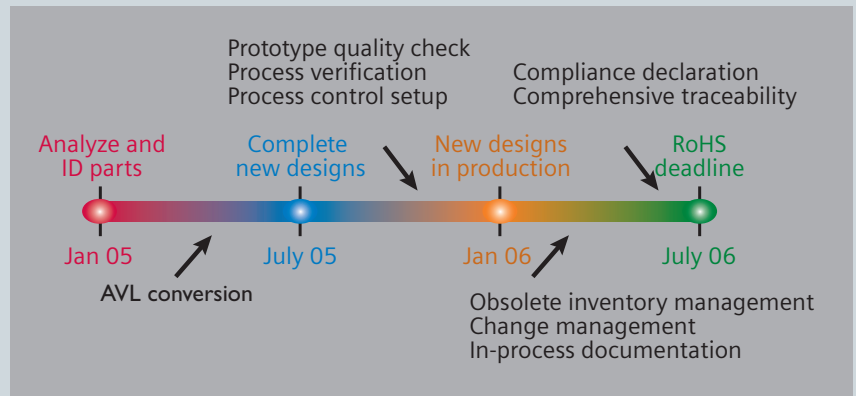 Prototype quality check
Process verification
Process control setup
Compliance declaration
Comprehensive traceability
Analyze and
ID parts
Complete
new designs
New designs
in production
RoHS
deadline
Jan 05
July 05
Jan 06
July 06
AVL conversion
Obsolete inventory management
Change management
In-process documentation